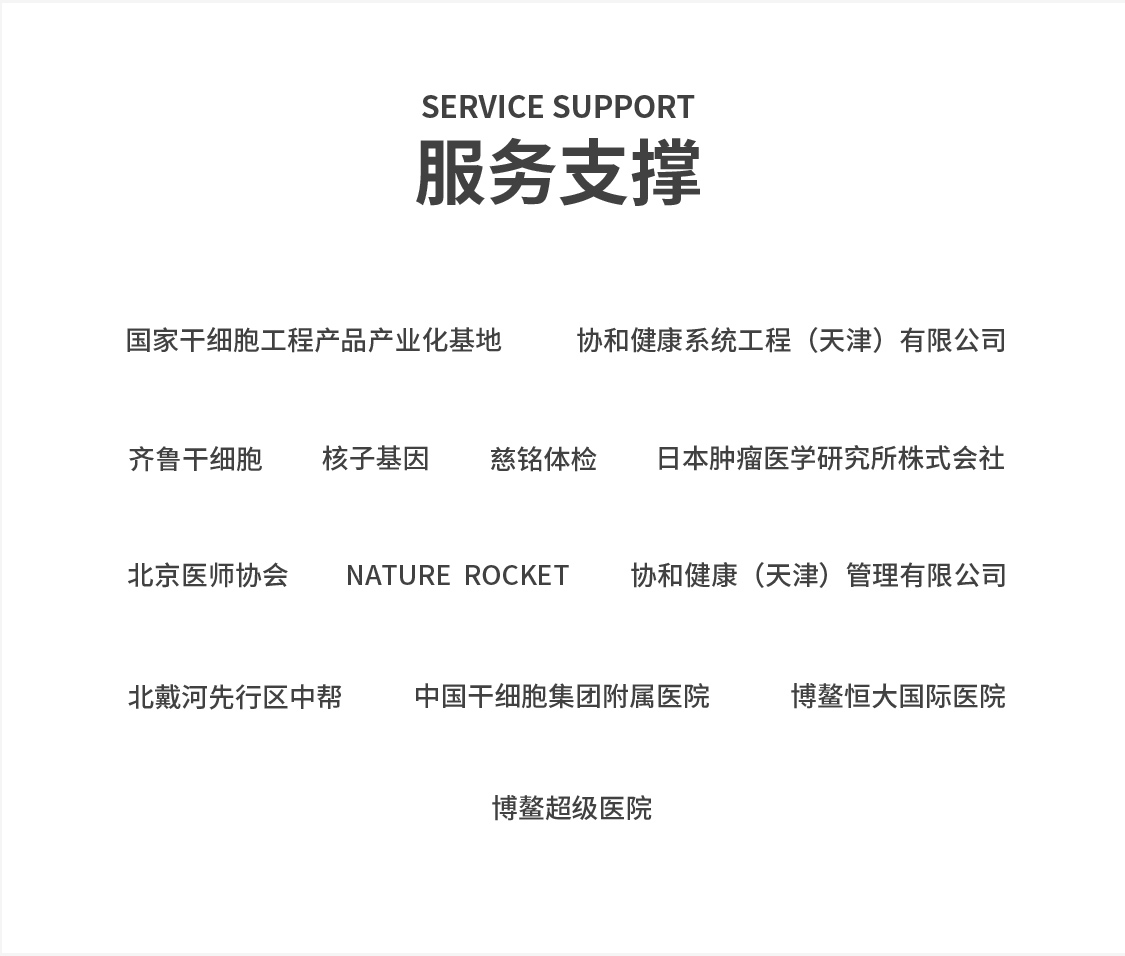 SERVICE SUPPORT
服务支撑
国家干细胞工程产品产业化基地 协和健康系统工程（天津）有限公司
齐鲁干细胞 核子基因 慈铭体检 日本肿瘤医学研究所株式会社
北京医师协会 NATURE ROCKET 协和健康（天津）管理有限公司
北戴河先行区中帮 中国干细胞集团附属医院 博鳌恒大国际医院
博鳌超级医院